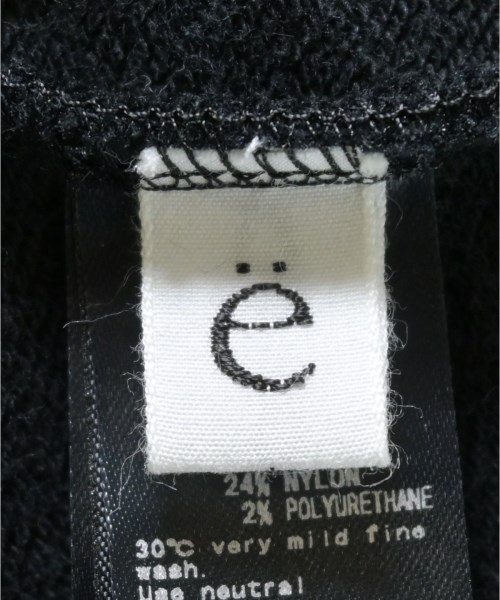 ë
24% NYLON
2% POLYURETHANE
30°C very mild fine
wash.
Use neutral